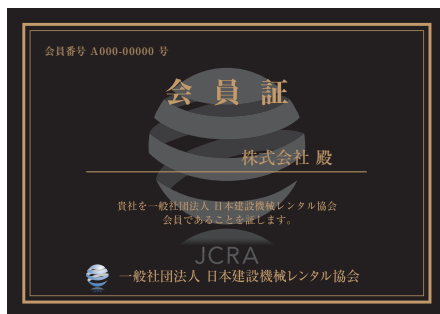 会員番号 A000-00000 号
会員証
株式会社 殿
貴社を一般社団法人 日本建設機械レンタル協会
会員であることを証します。
JCRA
一般社団法人 日本建設機械レンタル協会